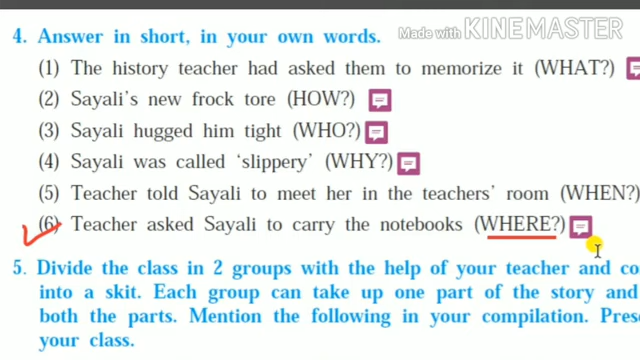 Made with KINEMASTER
4. Answer in short, in your own words.
(1) The history teacher had asked them to memorize it (WHAT?)
(2) Sayali's new frock tore (HOW?)
(3) Sayali hugged him tight (WHO?)
(4) Sayali was called 'slippery' (WHY?)
(5) Teacher told Sayali to meet her in the teachers' room (WHEN?)
(6) Teacher asked Sayali to carry the notebooks (WHERE?)
5. Divide the class in 2 groups with the help of your teacher and co
into a skit. Each group can take up one part of the story and
both the parts. Mention the following in your compilation. Pres
your class.